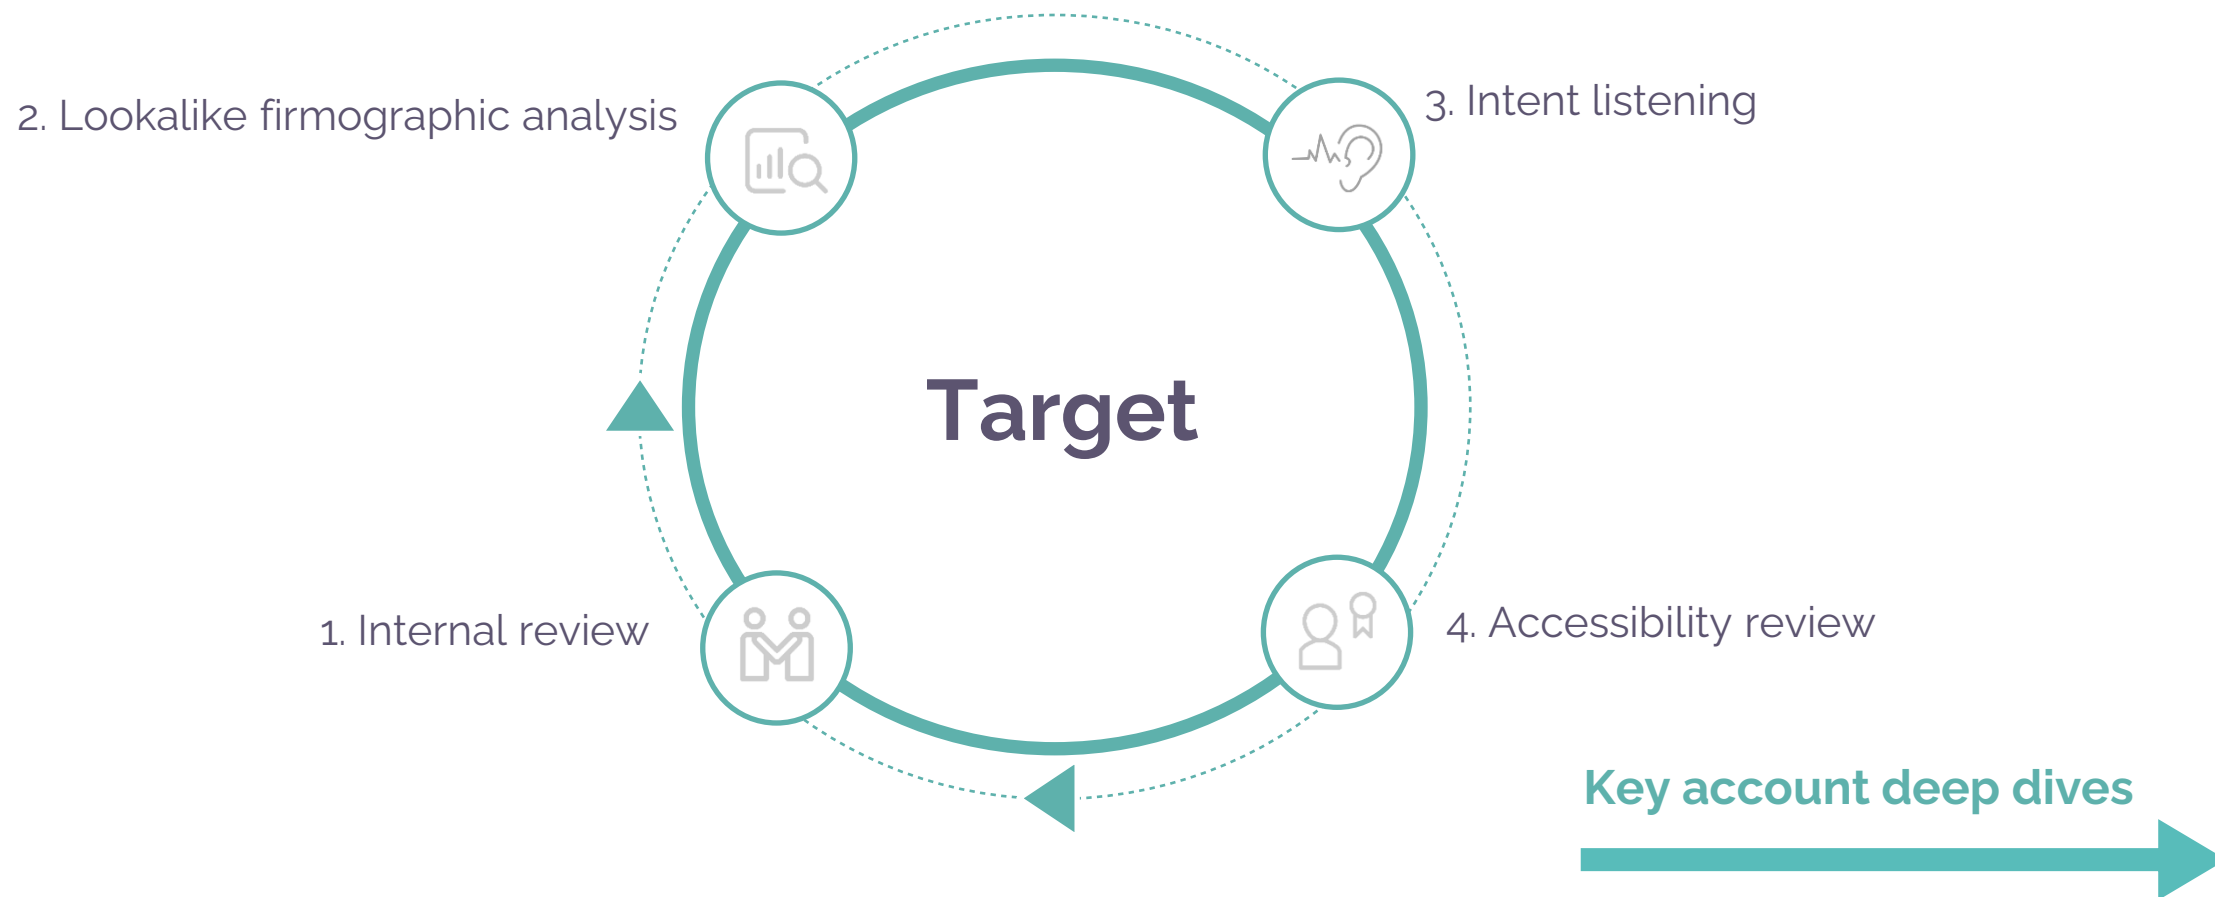 2. Lookalike firmographic analysis
3. Intent listening
Target
1. Internal review
4. Accessibility review
Key account deep dives